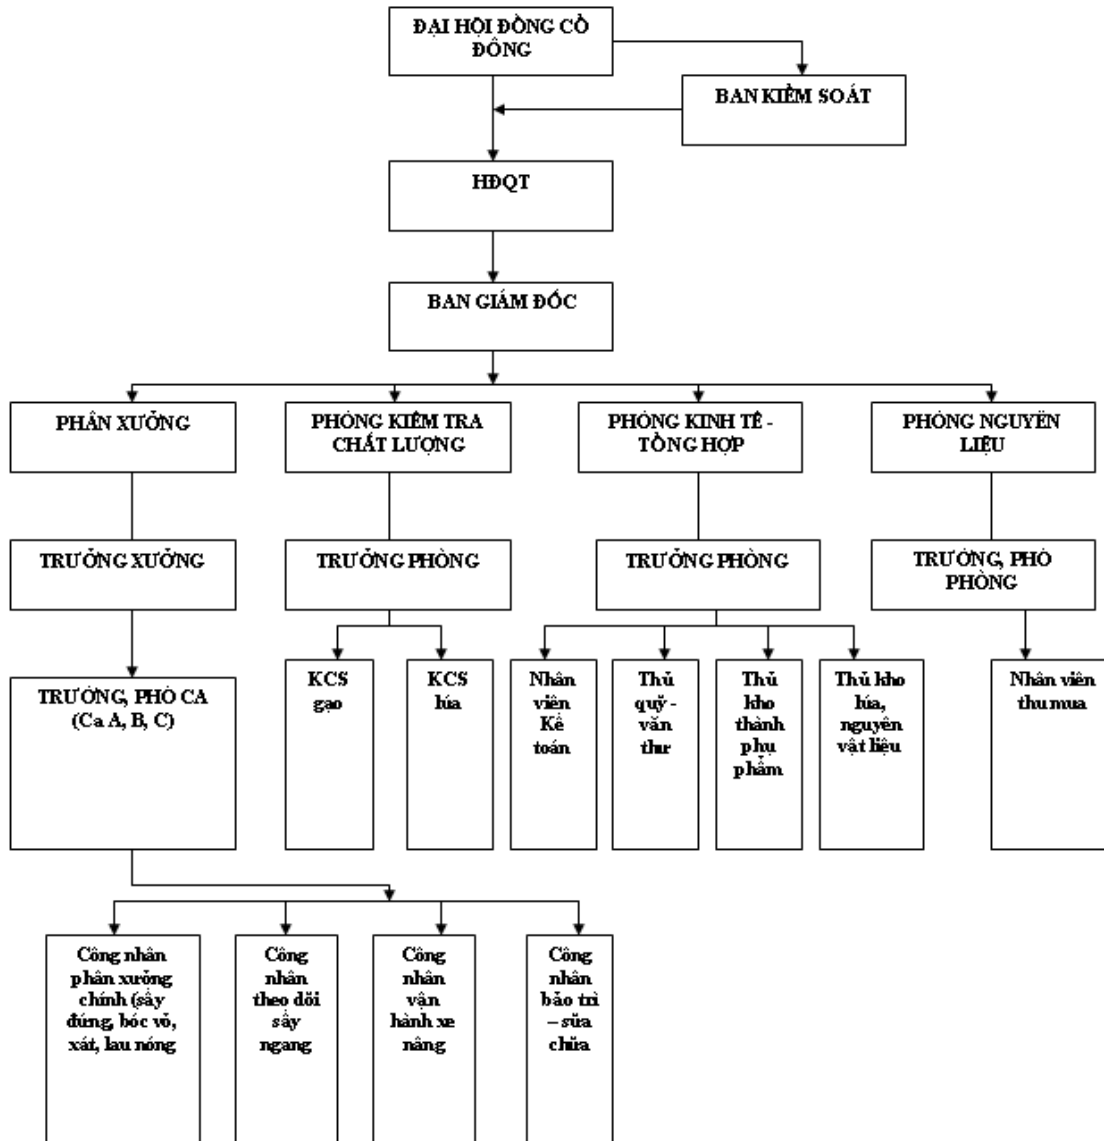 ĐẠI HỘI ĐỒNG CỔ
ĐÔNG
BAN KIỂM SOÁT
HĐQT
BAN GIÁM ĐỐC
PHÂN XƯỞNG
PHÒNG KIỂM TRA
CHẤT LƯỢNG
PHÒNG KINH TẾ -
TỔNG HỢP
PHÒNG NGUYÊN
LIỆU
TRƯỞNG XƯỞNG
TRƯỞNG PHÒNG
TRƯỞNG PHÒNG
TRƯỞNG, PHÓ
PHÒNG
TRƯỞNG, PHÓ CA
(Ca A, B, C)
KCS
gạo
KCS
lúa
Nhân
viên
Kế
toán
Thủ
quỹ -
văn
thư
Thủ
kho
thành
phụ
phẩm
Thủ kho
lúa,
nguyên
vật liệu
Nhân viên
thu mua
Công nhân
phân xưởng
chính (sấy
đứng, bóc vỏ,
xát, lau nóng
Công
nhân
theo dõi
sấy
ngang
Công
nhân
vận
hành xe
nâng
Công
nhân
bảo trì
– sữa
chữa